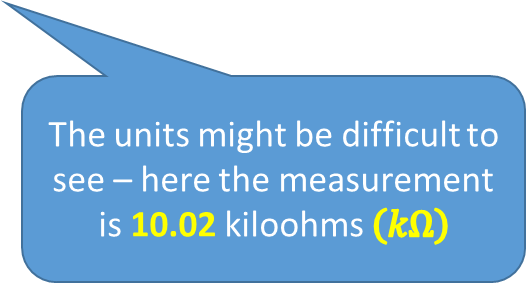 The units might be difficult to
see – here the measurement
is 10.02 kiloohms (kΩ)